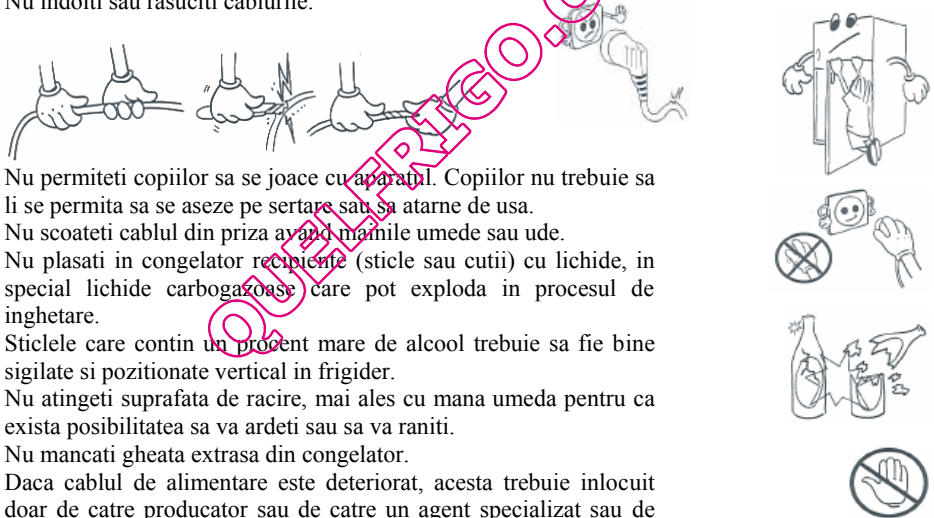 Nu indoiti sau rasuciti cablurile.
Nu permiteti copiilor sa se joace cu aparatul. Copiilor nu trebuie sa
li se permita sa se aseze pe sertare sau sa atarne de usa.
Nu scoateti cablul din priza avand mainile umede sau ude.
Nu plasati in congelator recipiente (sticle sau cutii) cu lichide, in
special lichide carbogazoase care pot exploda in procesul de
inghetare.
Sticlele care contin un procent mare de alcool trebuie sa fie bine
sigilate si pozitionate vertical in frigider.
Nu atingeti suprafata de racire, mai ales cu mana umeda pentru ca
exista posibilitatea sa va ardeti sau sa va raniti.
Nu mancati gheata extrasa din congelator.
Daca cablul de alimentare este deteriorat, acesta trebuie inlocuit
doar de catre producator sau de catre un agent specializat sau de
QUELFRIGO.